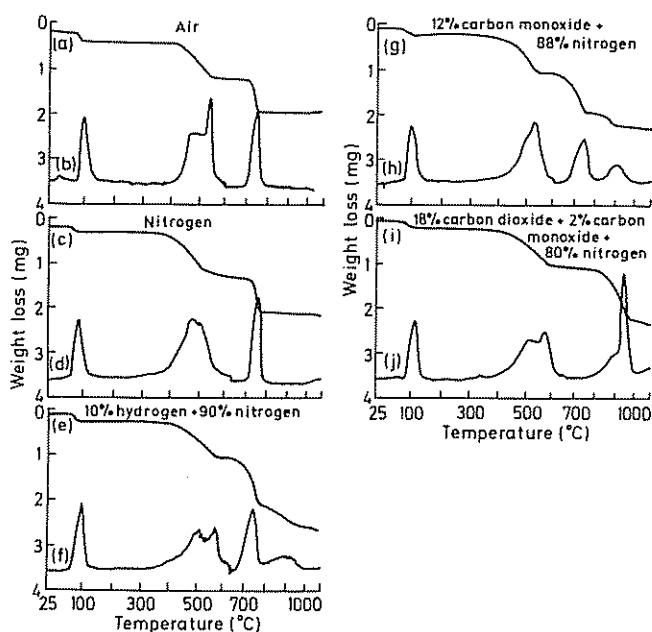 Air
(a)
(b)
0
1
2
3
4
Nitrogen
(c)
(d)
0
1
2
3
4
10% hydrogen + 90% nitrogen
(e)
(f)
0
1
2
3
4
25 100 300 500 700 1000
Temperature (°C)
Weight loss (mg)
12% carbon monoxide +
88% nitrogen
(g)
(h)
0
1
2
3
4
18% carbon dioxide + 2% carbon
monoxide +
80% nitrogen
(i)
(j)
0
1
2
3
4
25 100 300 500 700 1000
Temperature (°C)
Weight loss (mg)